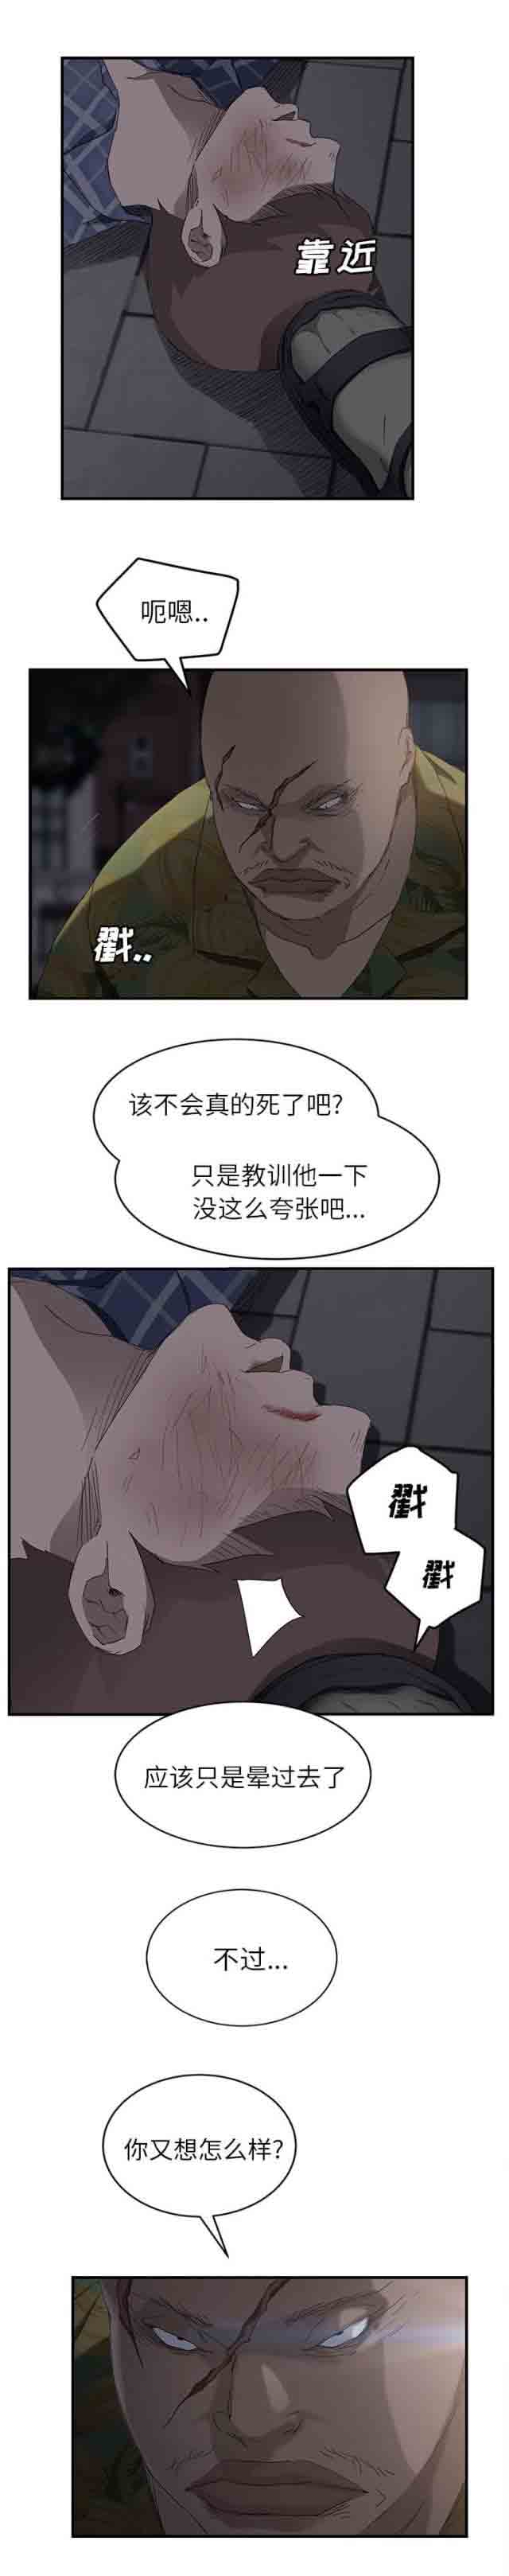 靠近
呃嗯..
戳..
该不会真的死了吧?
只是教训他一下
没这么夸张吧...
戳
戳
应该只是晕过去了
不过...
你又想怎么样?